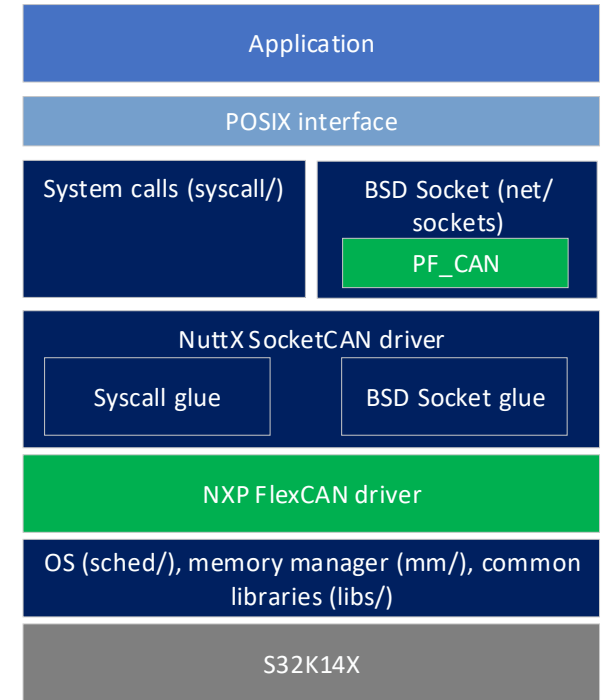 Application
POSIX interface
System calls (syscall/)
BSD Socket (net/
sockets)
PF_CAN
NuttX SocketCAN driver
Syscall glue
BSD Socket glue
NXP FlexCAN driver
OS (sched/), memory manager (mm/), common
libraries (libs/)
S32K14X